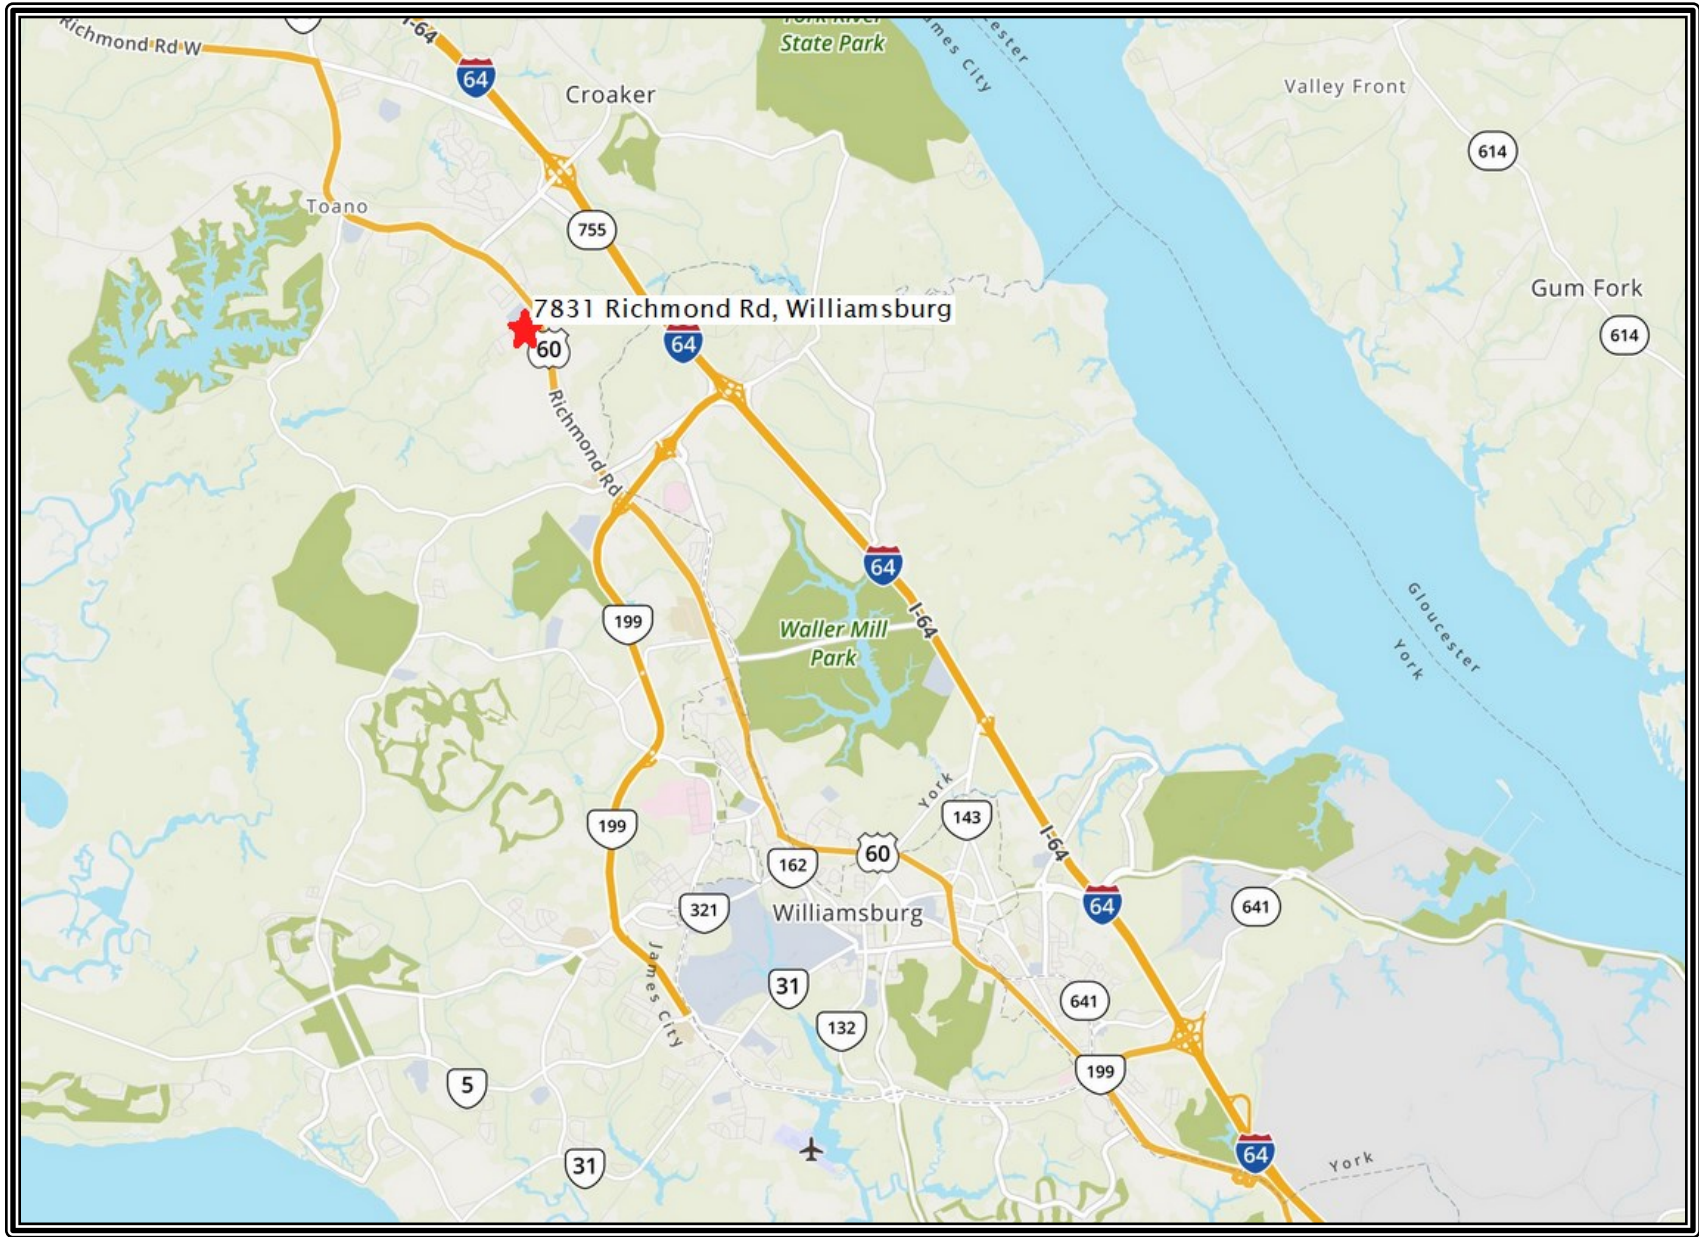 York River
State Park
Richmond Rd W
I-64
64
Croaker
James City
Valley Front
614
Toano
755
Gum Fork
614
7831 Richmond Rd, Williamsburg
60
64
Richmond Rd
64
I-64
199
Waller Mill
Park
Gloucester
York
York
143
199
I-64
162
60
321
Williamsburg
64
641
James City
31
641
132
5
199
31
64
York